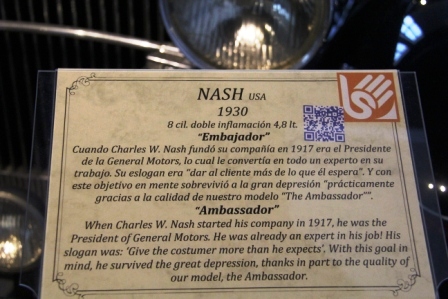 NASH USA
1930
8 cil. doble inflamación 4,8 lt.
"Embajador"
Cuando Charles W. Nash fundó su compañía en 1917 era el Presidente
de la General Motors, lo cual le convertía en todo un experto en su
trabajo. Su eslogan era "dar al cliente más de lo que él espera". Y con
este objetivo en mente sobrevivió a la gran depresión "prácticamente
gracias a la calidad de nuestro modelo "The Ambassador"".
"Ambassador"
When Charles W. Nash started his company in 1917, he was the
President of General Motors. He was already an expert in his job! His
slogan was: 'Give the costumer more than he expects', With this goal in
mind, he survived the great depression, thanks in part to the quality of
our model, the Ambassador.